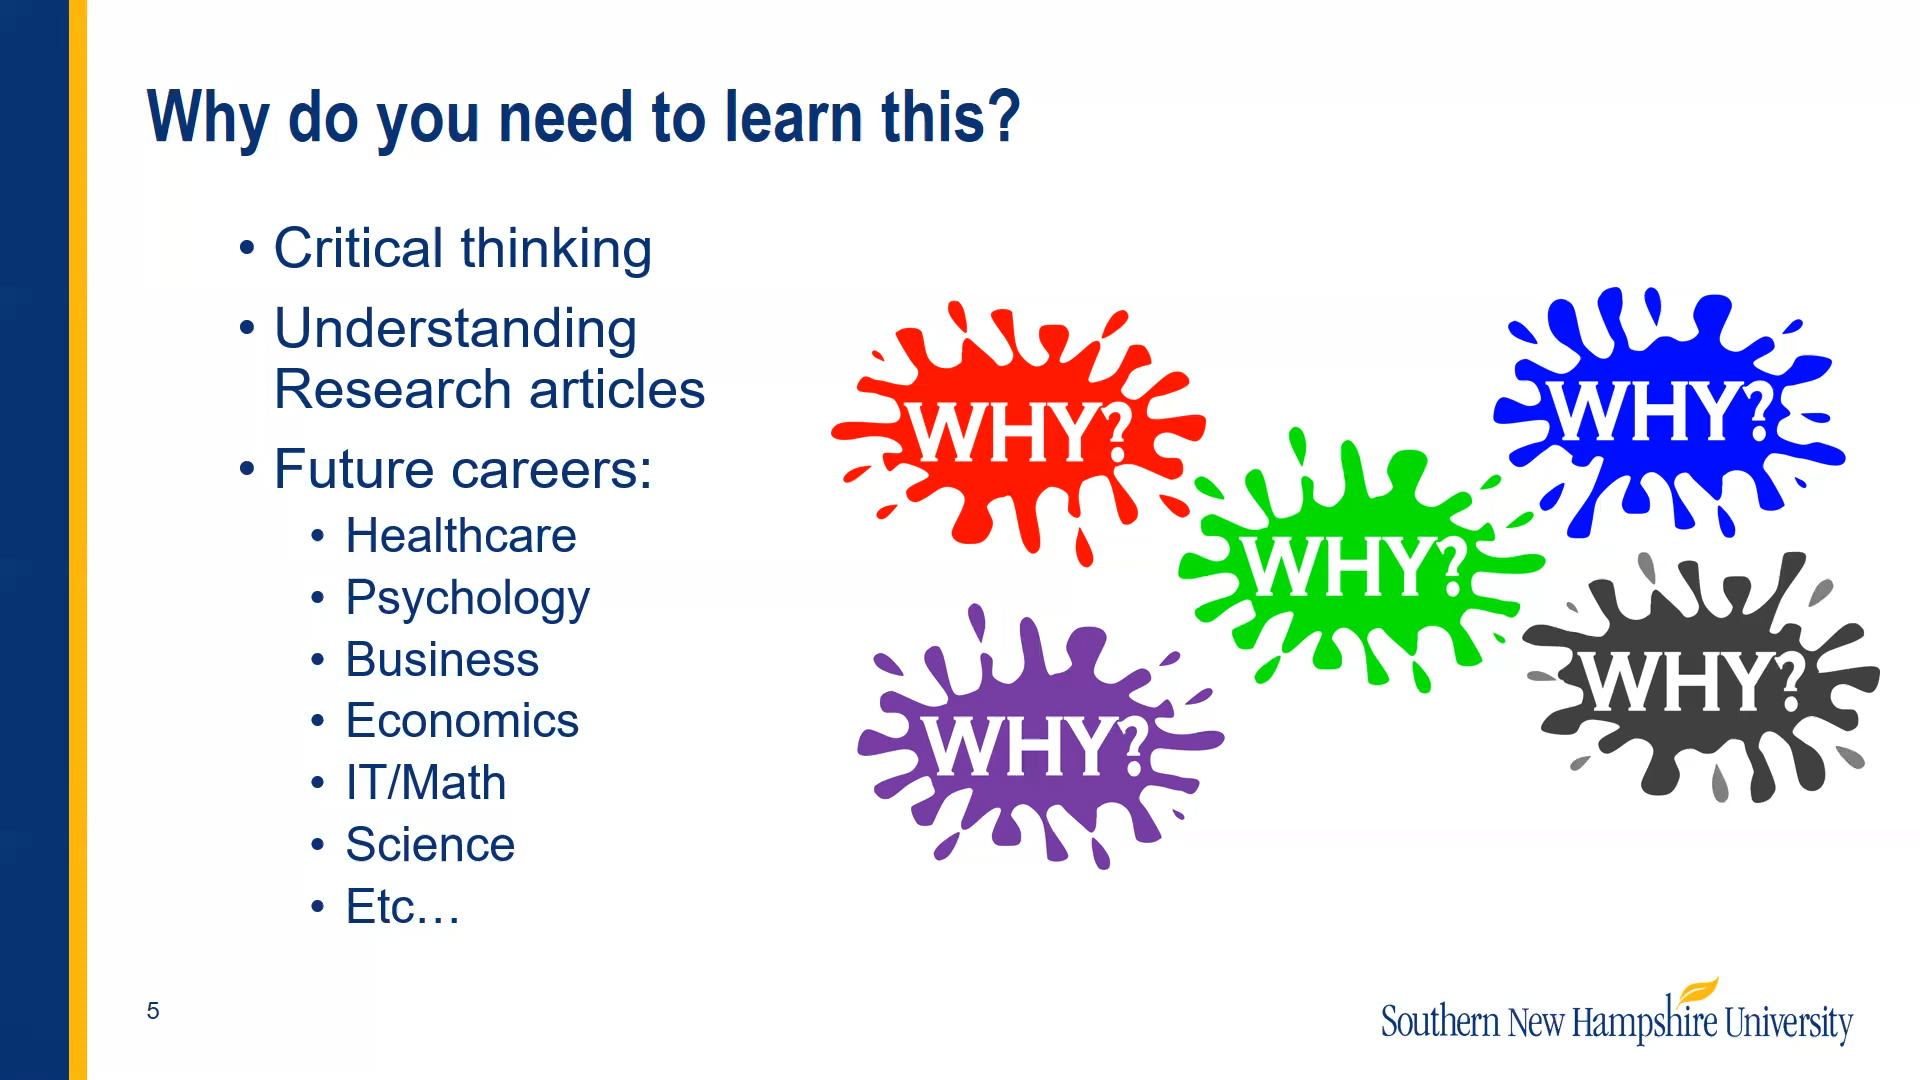 Why do you need to learn this?
• Critical thinking
• Understanding
Research articles
• Future careers:
• Healthcare
• Psychology
• Business
• Economics
• IT/Math
• Science
• Etc…
WHY?
WHY?
WHY?
WHY?
WHY?
5
Southern New Hampshire University